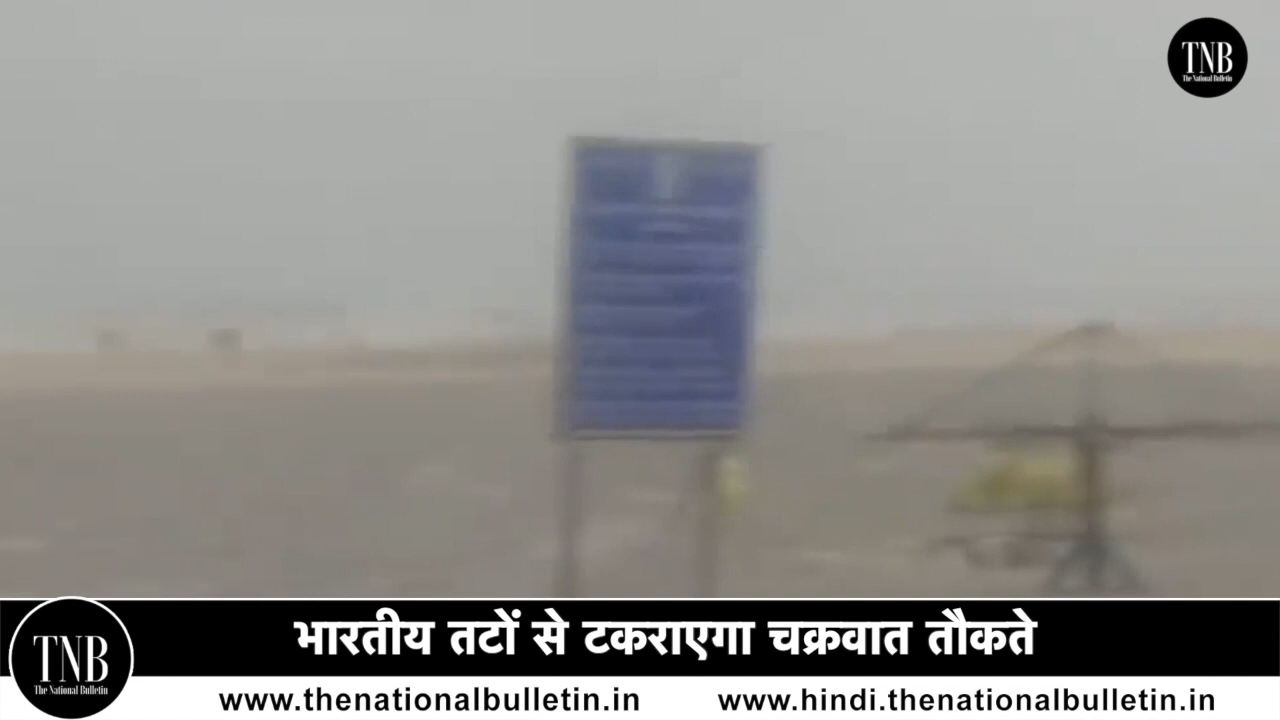 TNB
The National Bulletin
भारतीय तटों से टकराएगा चक्रवात तौकते
TNB
The National Bulletin
www.thenationalbulletin.in
www.hindi.thenationalbulletin.in